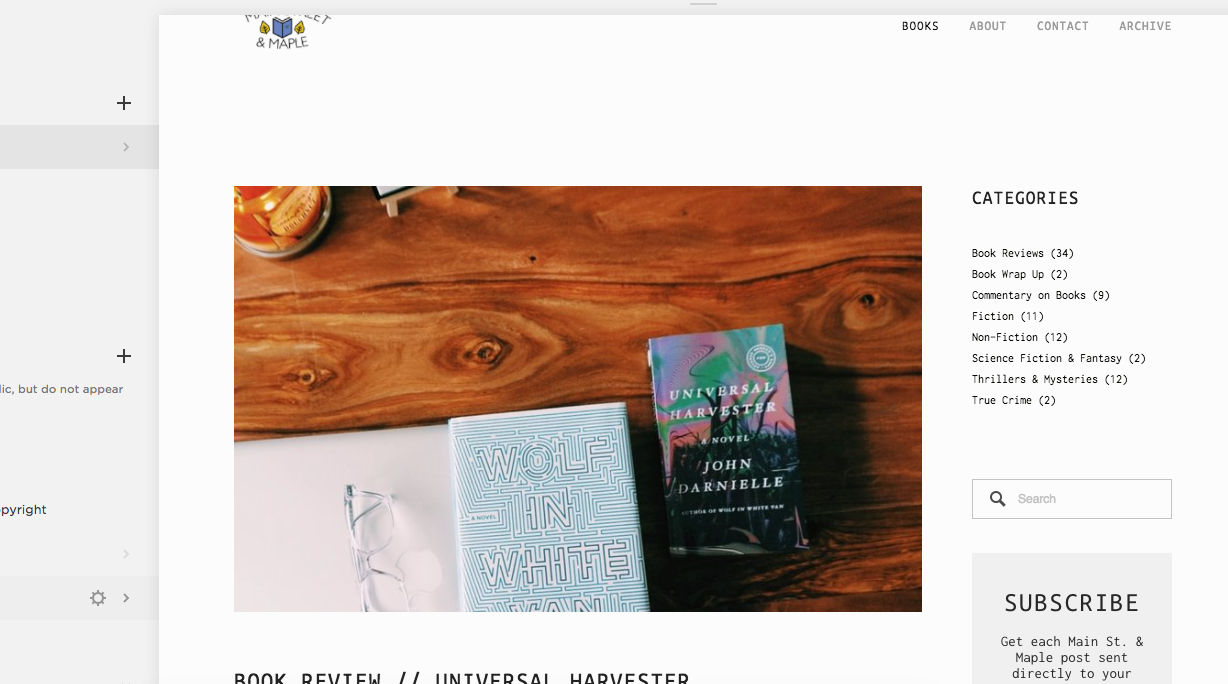 & MAPLE
BOOKS
ABOUT
CONTACT
ARCHIVE
lic, but do not appear
pyright
UNIVERSAL
HARVESTER
A NOVEL
JOHN
DARNIELLE
AUTHOR OF WOLF IN WHITE VAN
WOLF
A NOVEL
IN
WHITE
VAN
CATEGORIES
Book Reviews (34)
Book Wrap Up (2)
Commentary on Books (9)
Fiction (11)
Non-Fiction (12)
Science Fiction & Fantasy (2)
Thrillers & Mysteries (12)
True Crime (2)
Search
SUBSCRIBE
Get each Main St. &
Maple post sent
directly to your
BOOK REVIEW // UNIVERSAL HARVESTER